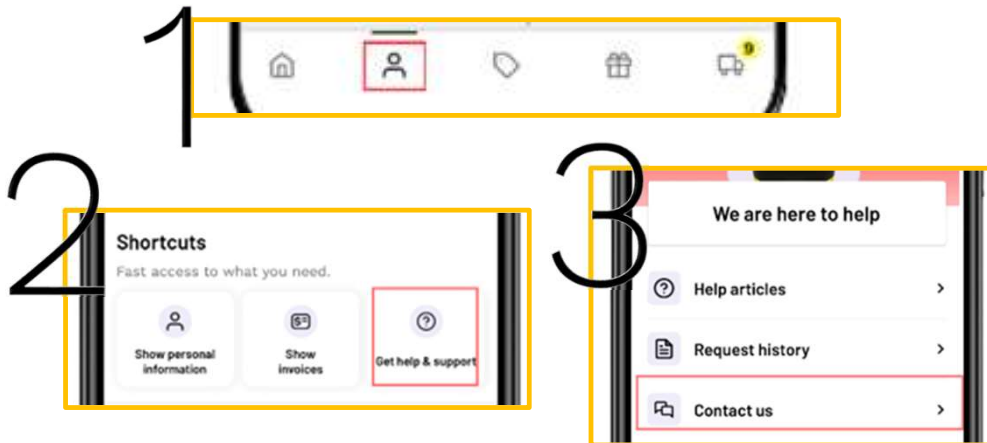 1
9
2
Shortcuts
Fast access to what you need.
Show personal
information
Show
invoices
Get help & support
3
We are here to help
Help articles
Request history
Contact us